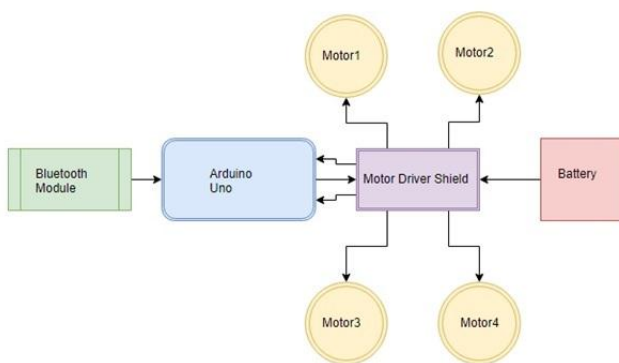 Motor1
Motor2
Bluetooth
Module
Arduino
Uno
Motor Driver Shield
Battery
Motor3
Motor4